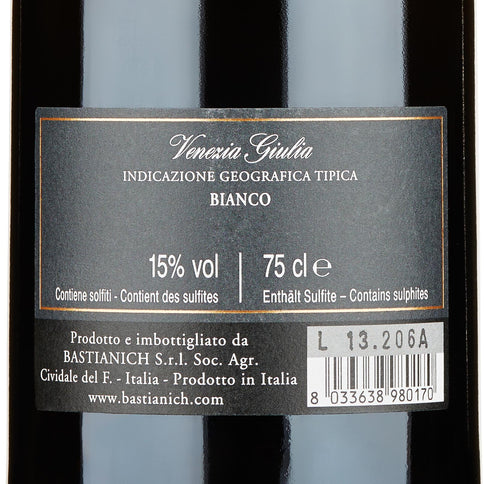 Venezia Giulia
INDICAZIONE GEOGRAFICA TIPICA
BIANCO
15% vol | 75 cl ℮
Contiene solfiti - Contient des sulfites
Enthält Sulfite – Contains sulphites
Prodotto e imbottigliato da
BASTIANICH S.r.l. Soc. Agr.
Cividale del F. - Italia - Prodotto in Italia
www.bastianich.com
L 13.206A
8 033638 980170